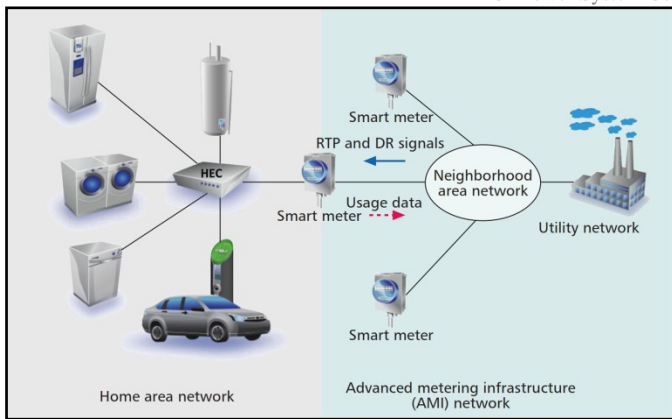 HEC
Smart meter
RTP and DR signals
Neighborhood
area network
Usage data
Smart meter
Utility network
Smart meter
Home area network
Advanced metering infrastructure
(AMI) network